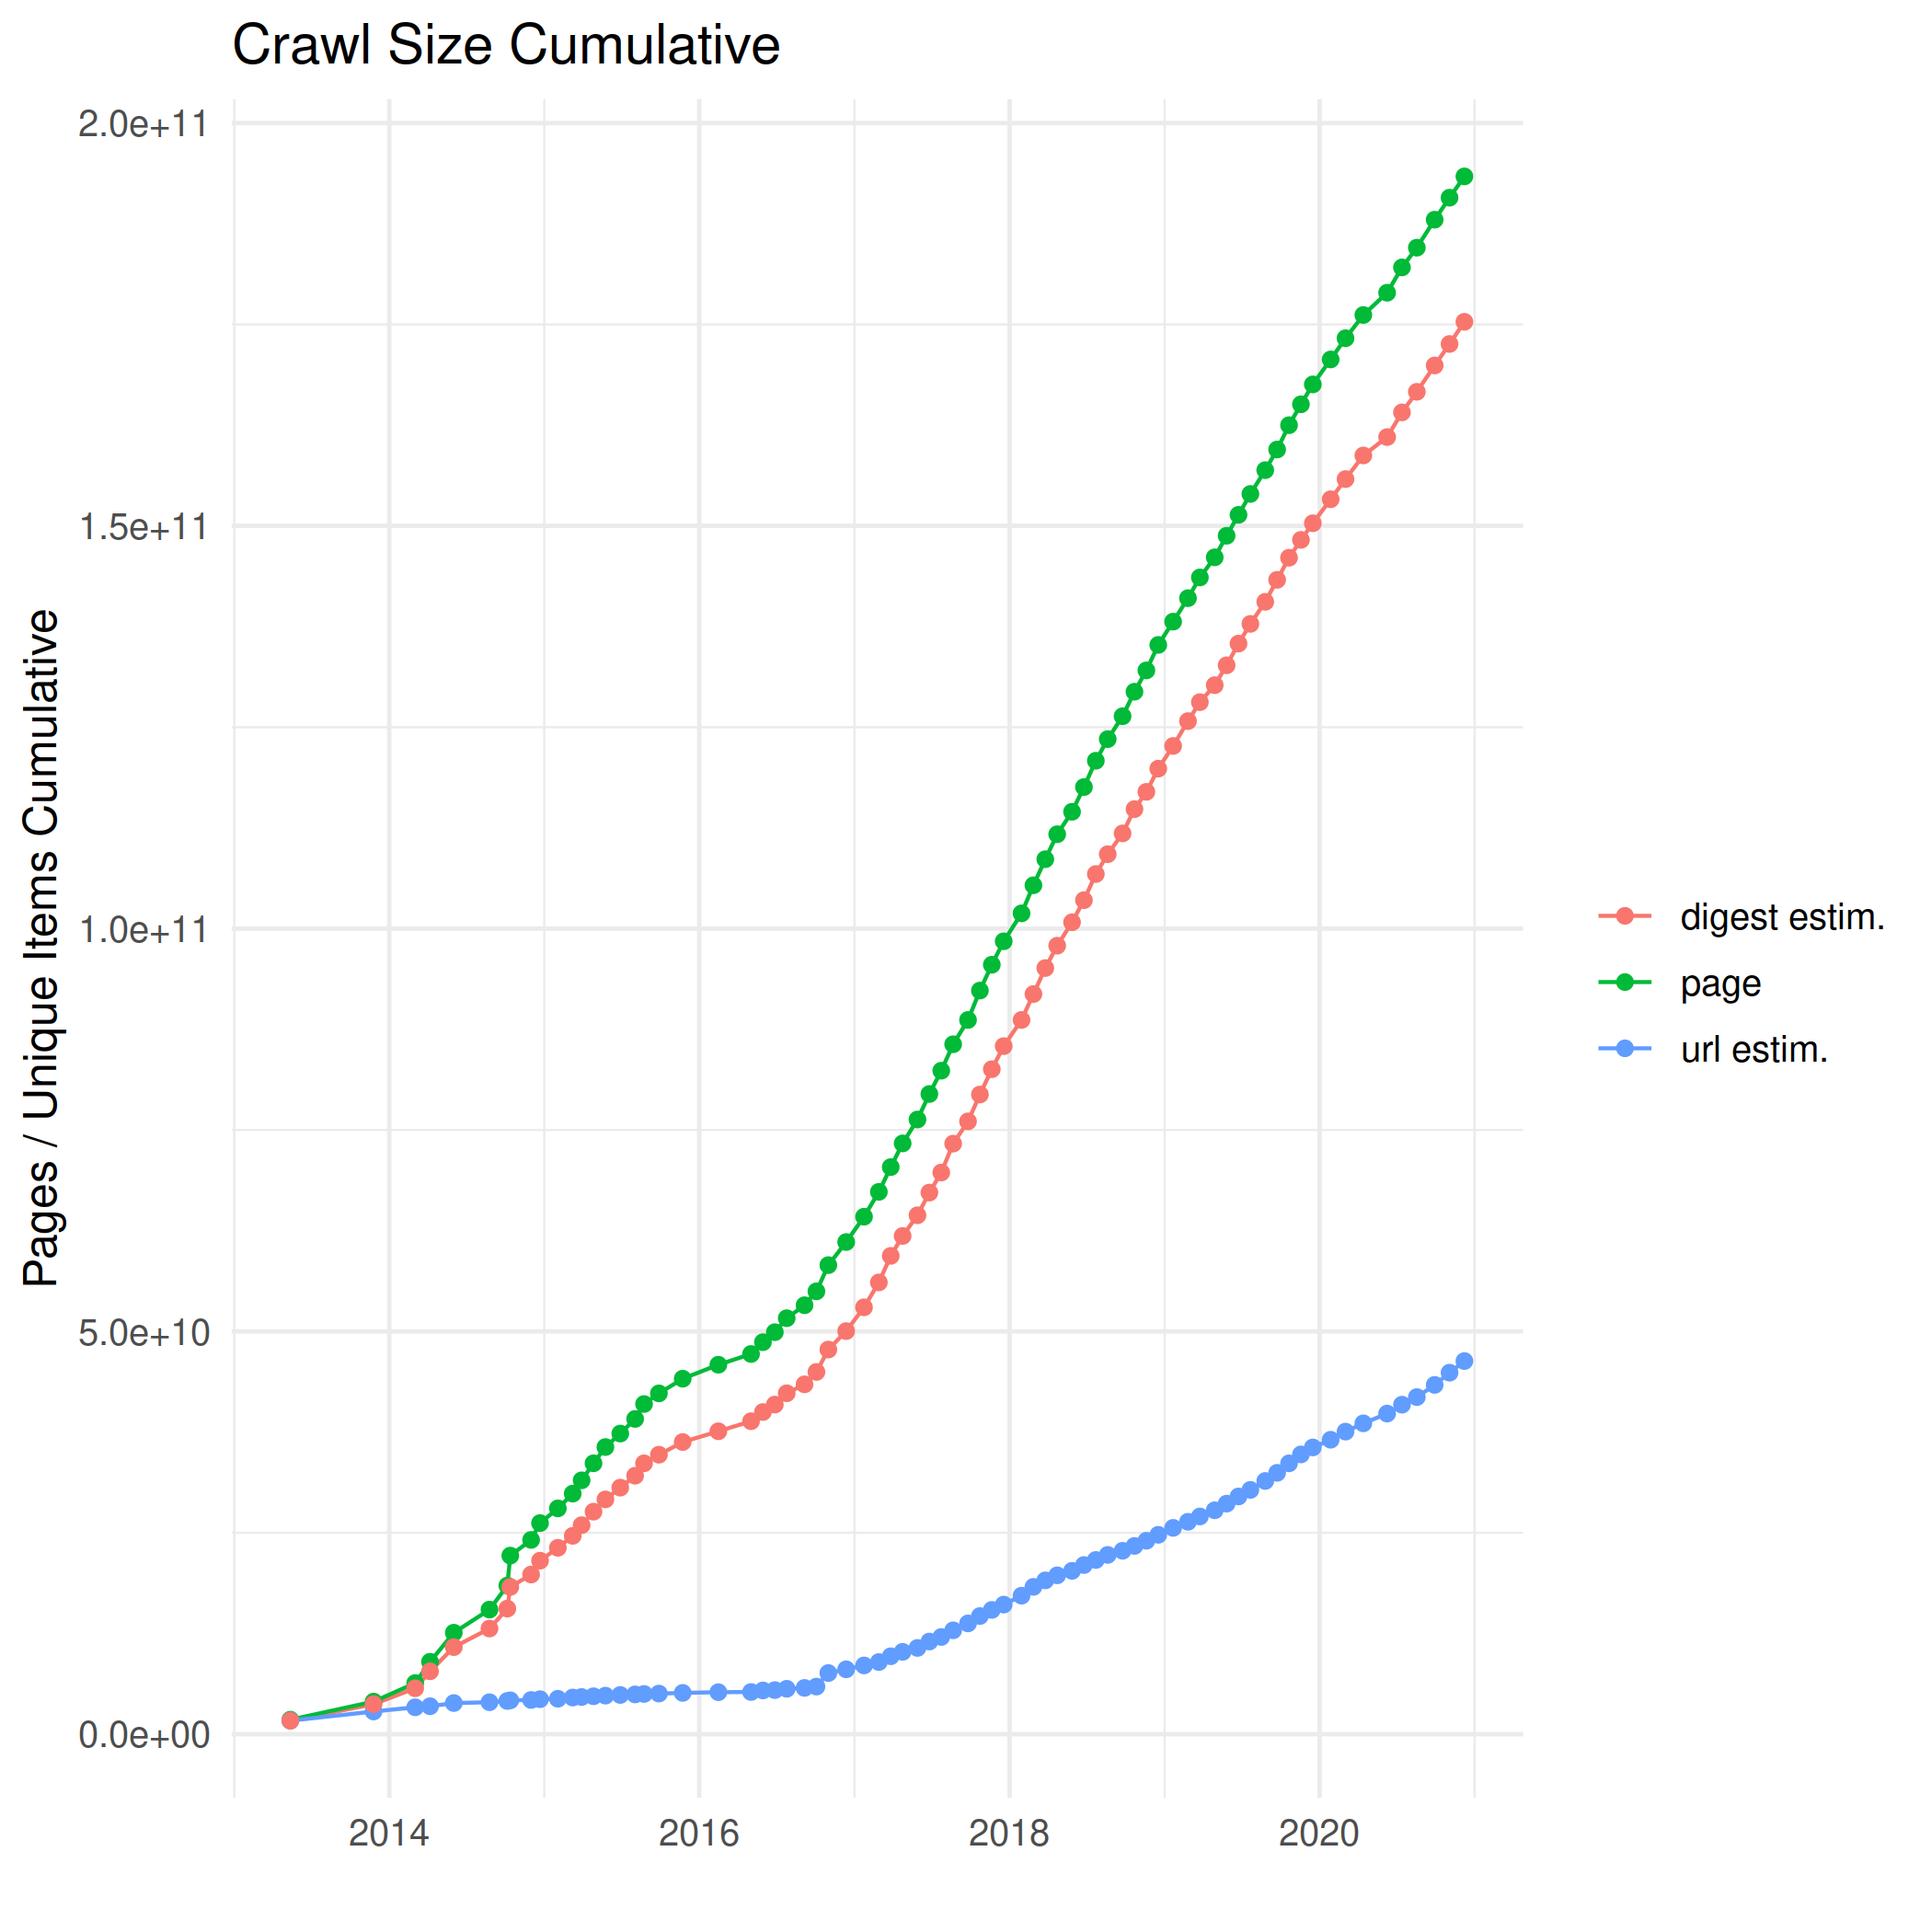 Crawl Size Cumulative
Pages / Unique Items Cumulative
2.0e+11
1.5e+11
1.0e+11
5.0e+10
0.0e+00
2014
2016
2018
2020
digest estim.
page
url estim.